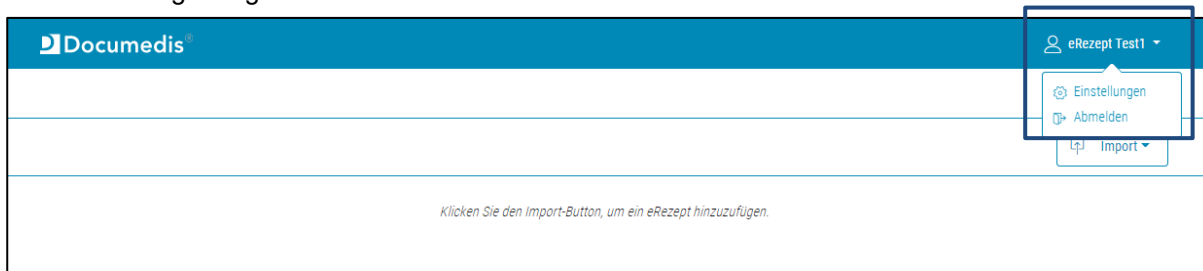 Documedis®
eRezept Test1
Einstellungen
Abmelden
Import
Klicken Sie den Import-Button, um ein eRezept hinzuzufügen.